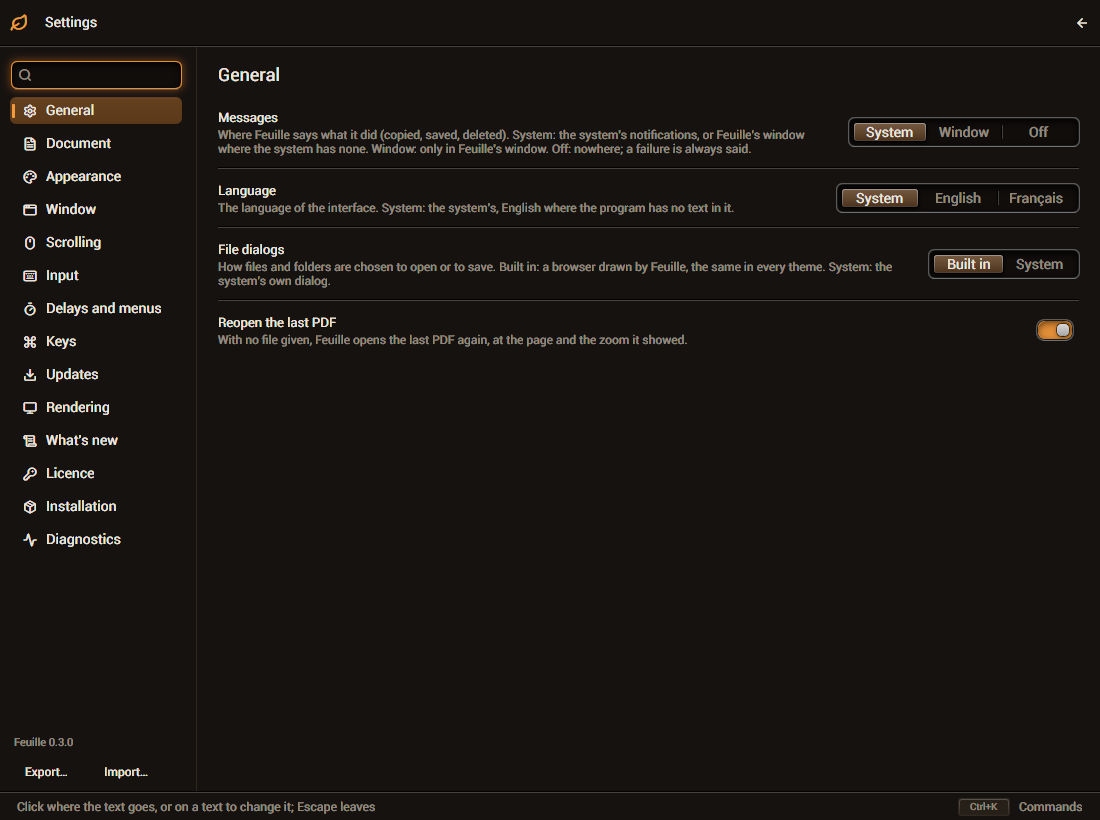 Settings
General
Document
Appearance
Window
Scrolling
Input
Delays and menus
Keys
Updates
Rendering
What's new
Licence
Installation
Diagnostics
Feuille 0.3.0
Export...
Import...
General
Messages
Where Feuille says what it did (copied, saved, deleted). System: the system's notifications, or Feuille's window
where the system has none. Window: only in Feuille's window. Off: nowhere; a failure is always said.
System Window Off
Language
The language of the interface. System: the system's, English where the program has no text in it.
System English Français
File dialogs
How files and folders are chosen to open or to save. Built in: a browser drawn by Feuille, the same in every theme. System: the
system's own dialog.
Built in System
Reopen the last PDF
With no file given, Feuille opens the last PDF again, at the page and the zoom it showed.
Click where the text goes, or on a text to change it; Escape leaves
Ctrl+K Commands